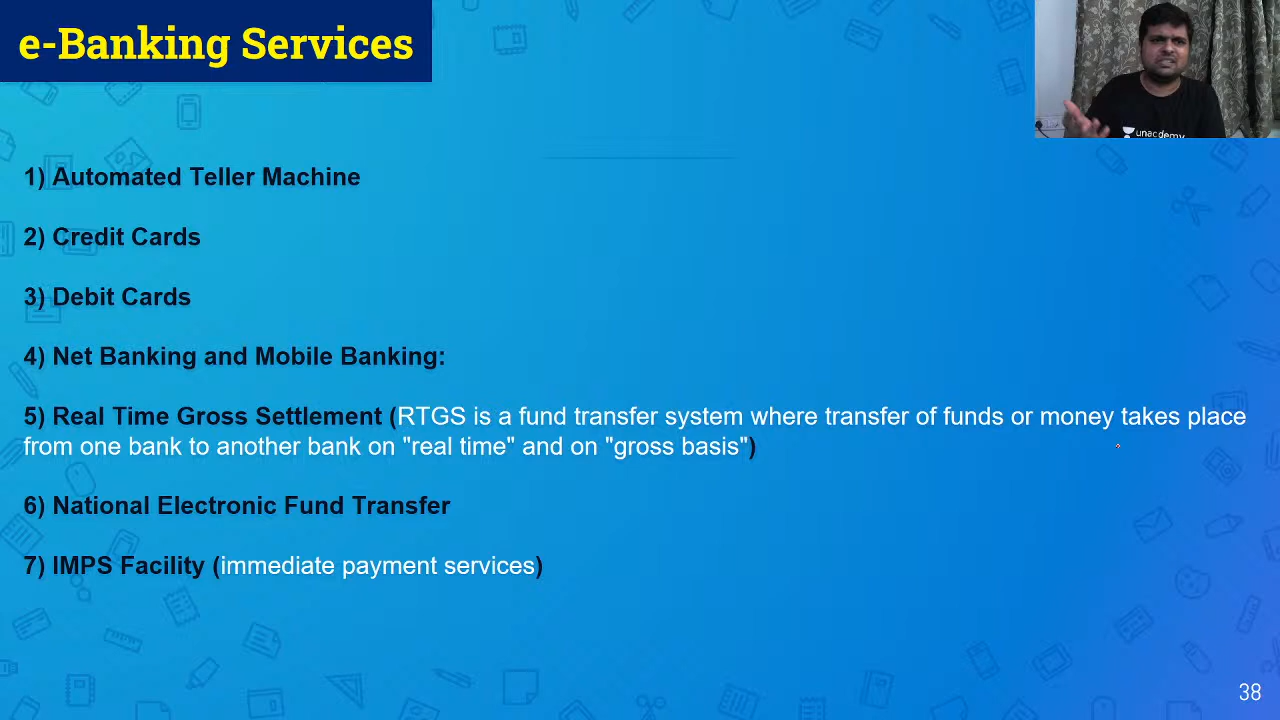 e-Banking Services
unacademy
1) Automated Teller Machine
2) Credit Cards
3) Debit Cards
4) Net Banking and Mobile Banking:
5) Real Time Gross Settlement (RTGS is a fund transfer system where transfer of funds or money takes place
from one bank to another bank on "real time" and on "gross basis")
6) National Electronic Fund Transfer
7) IMPS Facility (immediate payment services)
38